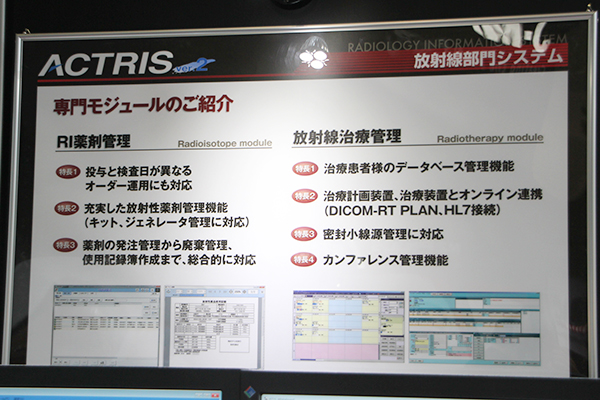 RADIOLOGY INFORMATION SYSTEM
ACTRIS
放射線部門システム
専門モジュールのご紹介
RI薬剤管理 Radioisotope module
特長1 投与と検査日が異なる
オーダー運用にも対応
特長2 充実した放射性薬剤管理機能
(キット、ジェネレータ管理に対応)
特長3 薬剤の発注管理から廃棄管理、
使用記録簿作成まで、総合的に対応
放射線治療管理 Radiotherapy module
特長1 治療患者様のデータベース管理機能
特長2 治療計画装置、治療装置とオンライン連携
(DICOM-RT PLAN、HL7接続)
特長3 密封小線源管理に対応
特長4 カンファレンス管理機能